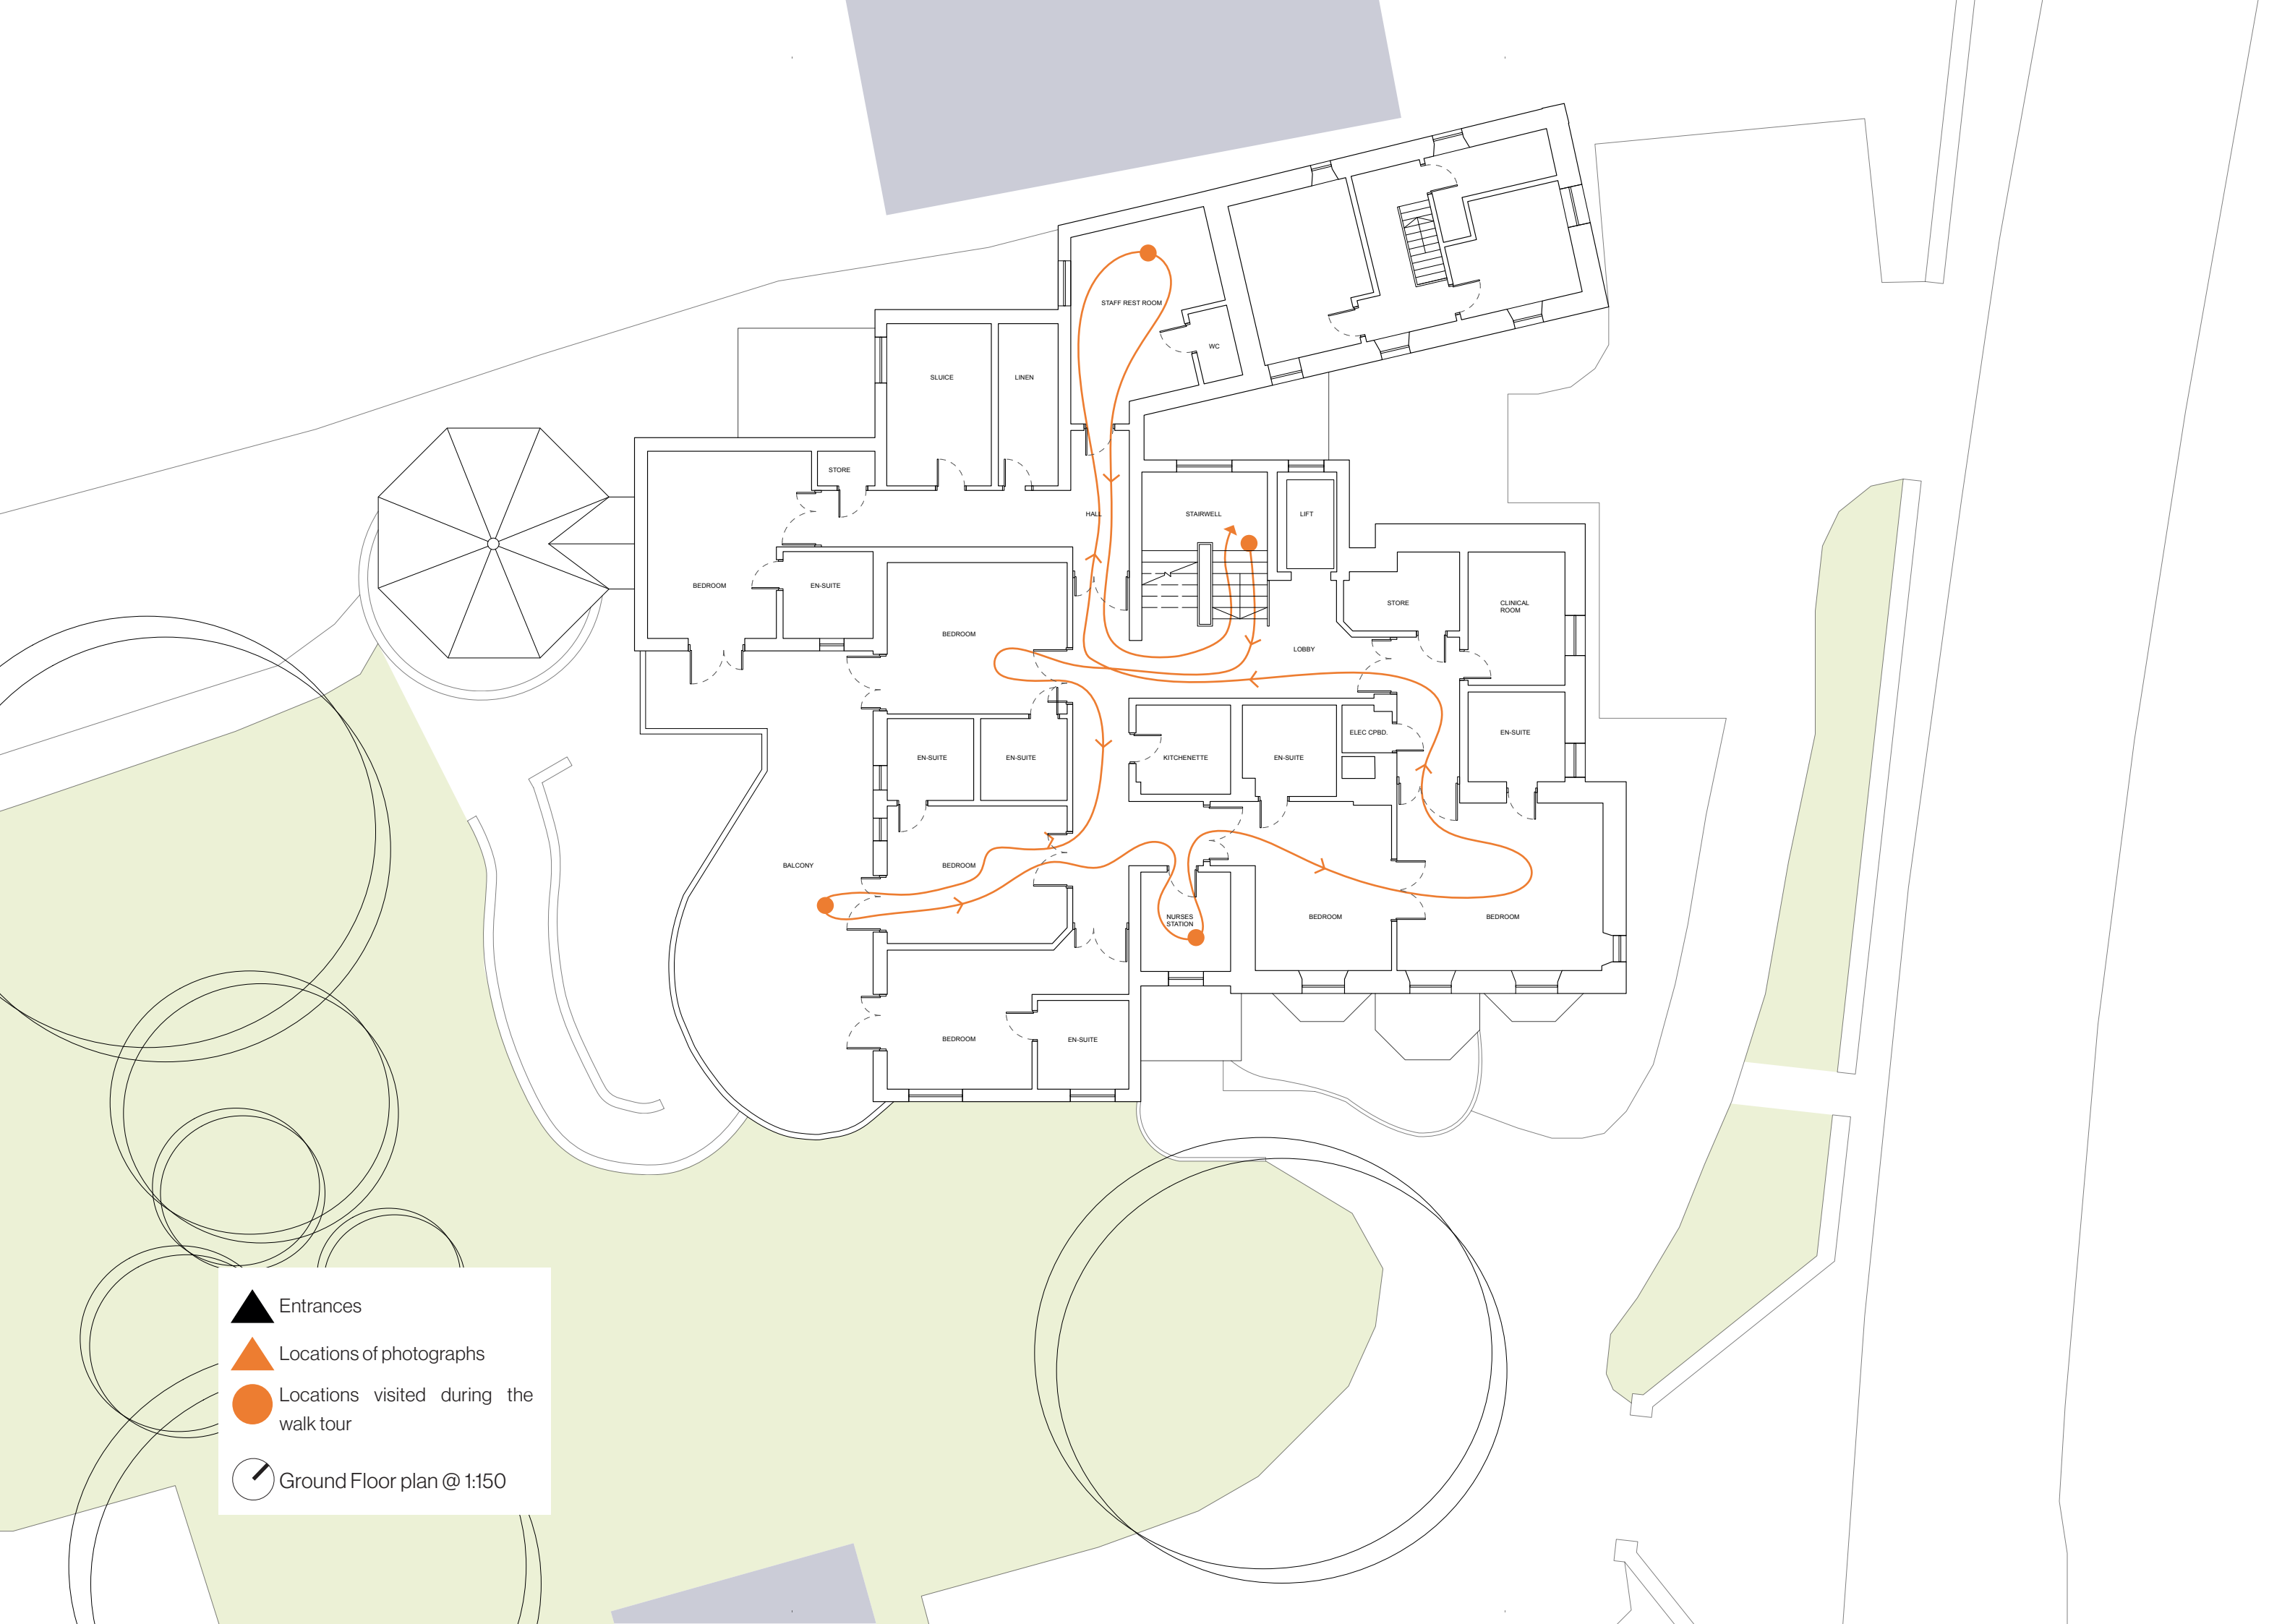 STAFF REST ROOM
WC
SLUICE
LINEN
STORE
HALL
STAIRWELL
LIFT
BEDROOM
EN-SUITE
BEDROOM
STORE
CLINICAL
ROOM
LOBBY
EN-SUITE
EN-SUITE
KITCHENETTE
EN-SUITE
ELEC CPBD.
EN-SUITE
BALCONY
BEDROOM
NURSES
STATION
BEDROOM
BEDROOM
BEDROOM
EN-SUITE
Entrances
Locations of photographs
Locations visited during the
walk tour
Ground Floor plan @ 1:150